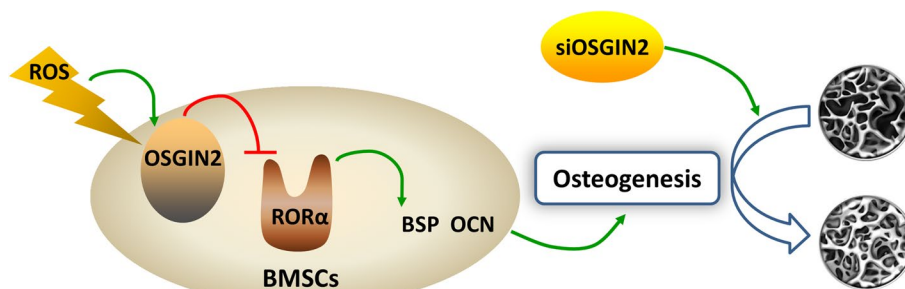 siOSGIN2
ROS
OSGIN2
RORα
BSP OCN
BMSCs
Osteogenesis